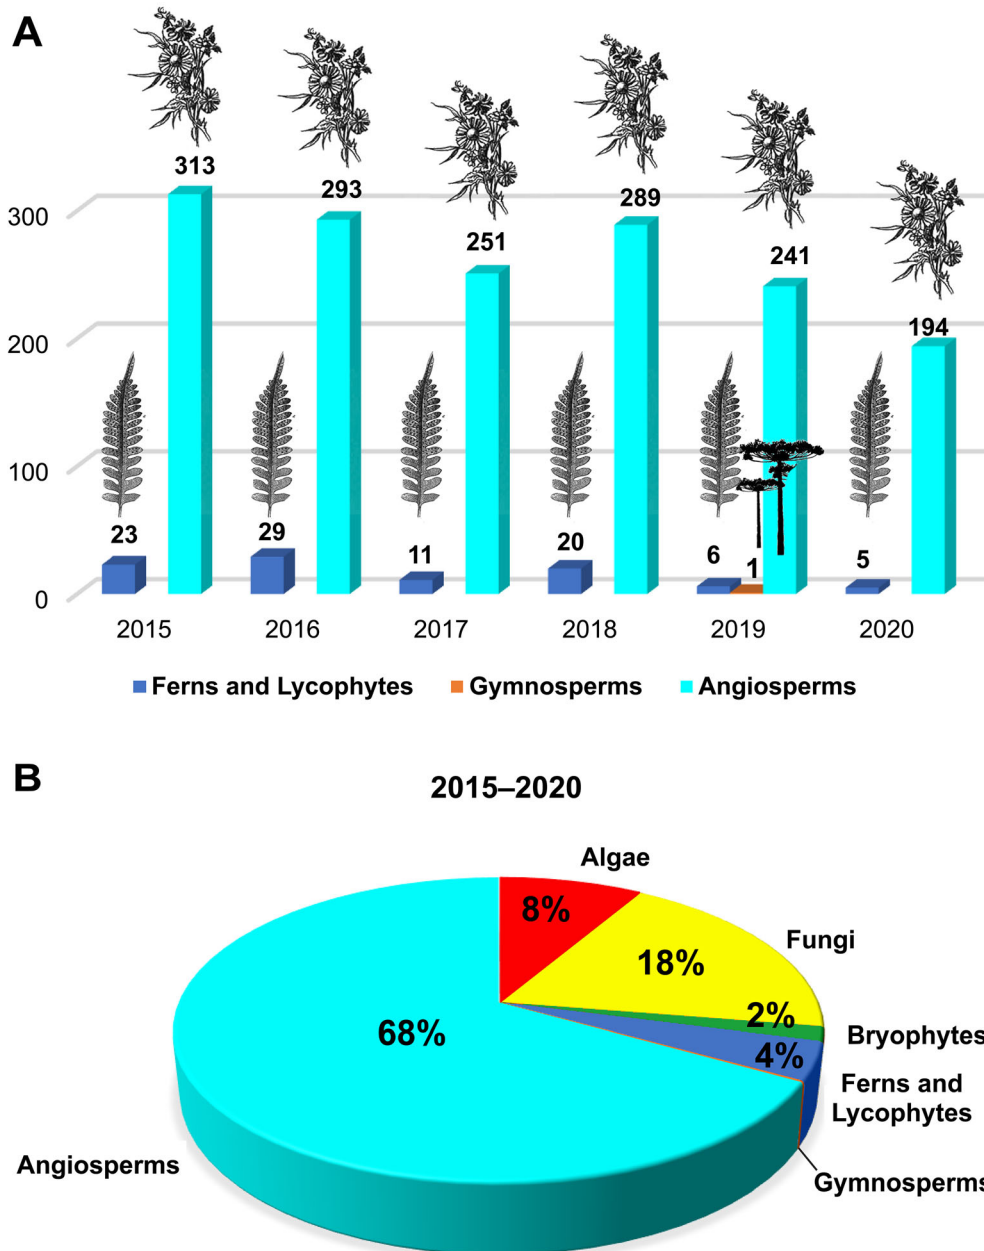 A
313
293
251
289
241
194
300
200
100
0
23
29
11
20
6
1
5
2015
2016
2017
2018
2019
2020
Ferns and Lycophytes
Gymnosperms
Angiosperms
B
2015–2020
Algae
8%
Fungi
18%
2%
Bryophytes
4%
Ferns and
Lycophytes
68%
Angiosperms
Gymnosperms